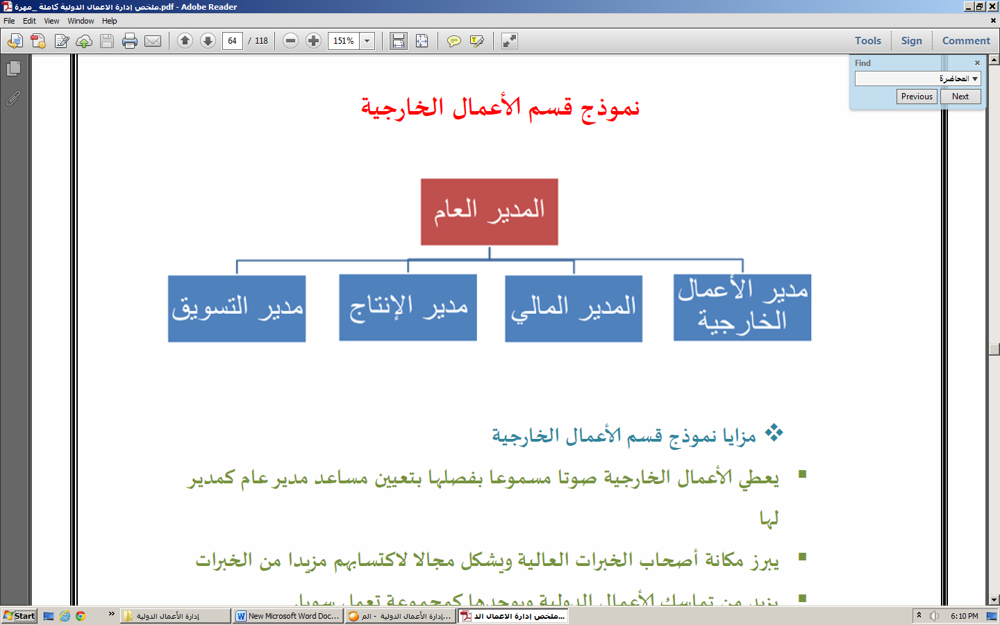 ملخص إدارة الاعمال الدولية كاملة _مهرة.pdf - Adobe Reader
File Edit View Window Help
64 / 118 151% Tools Sign Comment
Find
المحاضرة
Previous Next
نموذج قسم الأعمال الخارجية
المدير العام
مدير الأعمال الخارجية
المدير المالي
مدير الإنتاج
مدير التسويق
مزايا نموذج قسم الأعمال الخارجية
يعطي الأعمال الخارجية صوتا مسموعا بفصلها بتعيين مساعد مدير عام كمدير
لها
يبرز مكانة أصحاب الخبرات العالية ويشكل مجالا لاكتسابهم مزيدا من الخبرات
يزيد من تماسك الأعمال الدولية ويوحدها كمجموعة تعمل سويا.
Start » إدارة الأعمال الدولية New Microsoft Word Doc... إدارة الأعمال الدولية - الم... ملخص إدارة الاعمال الد... 6:10 PM